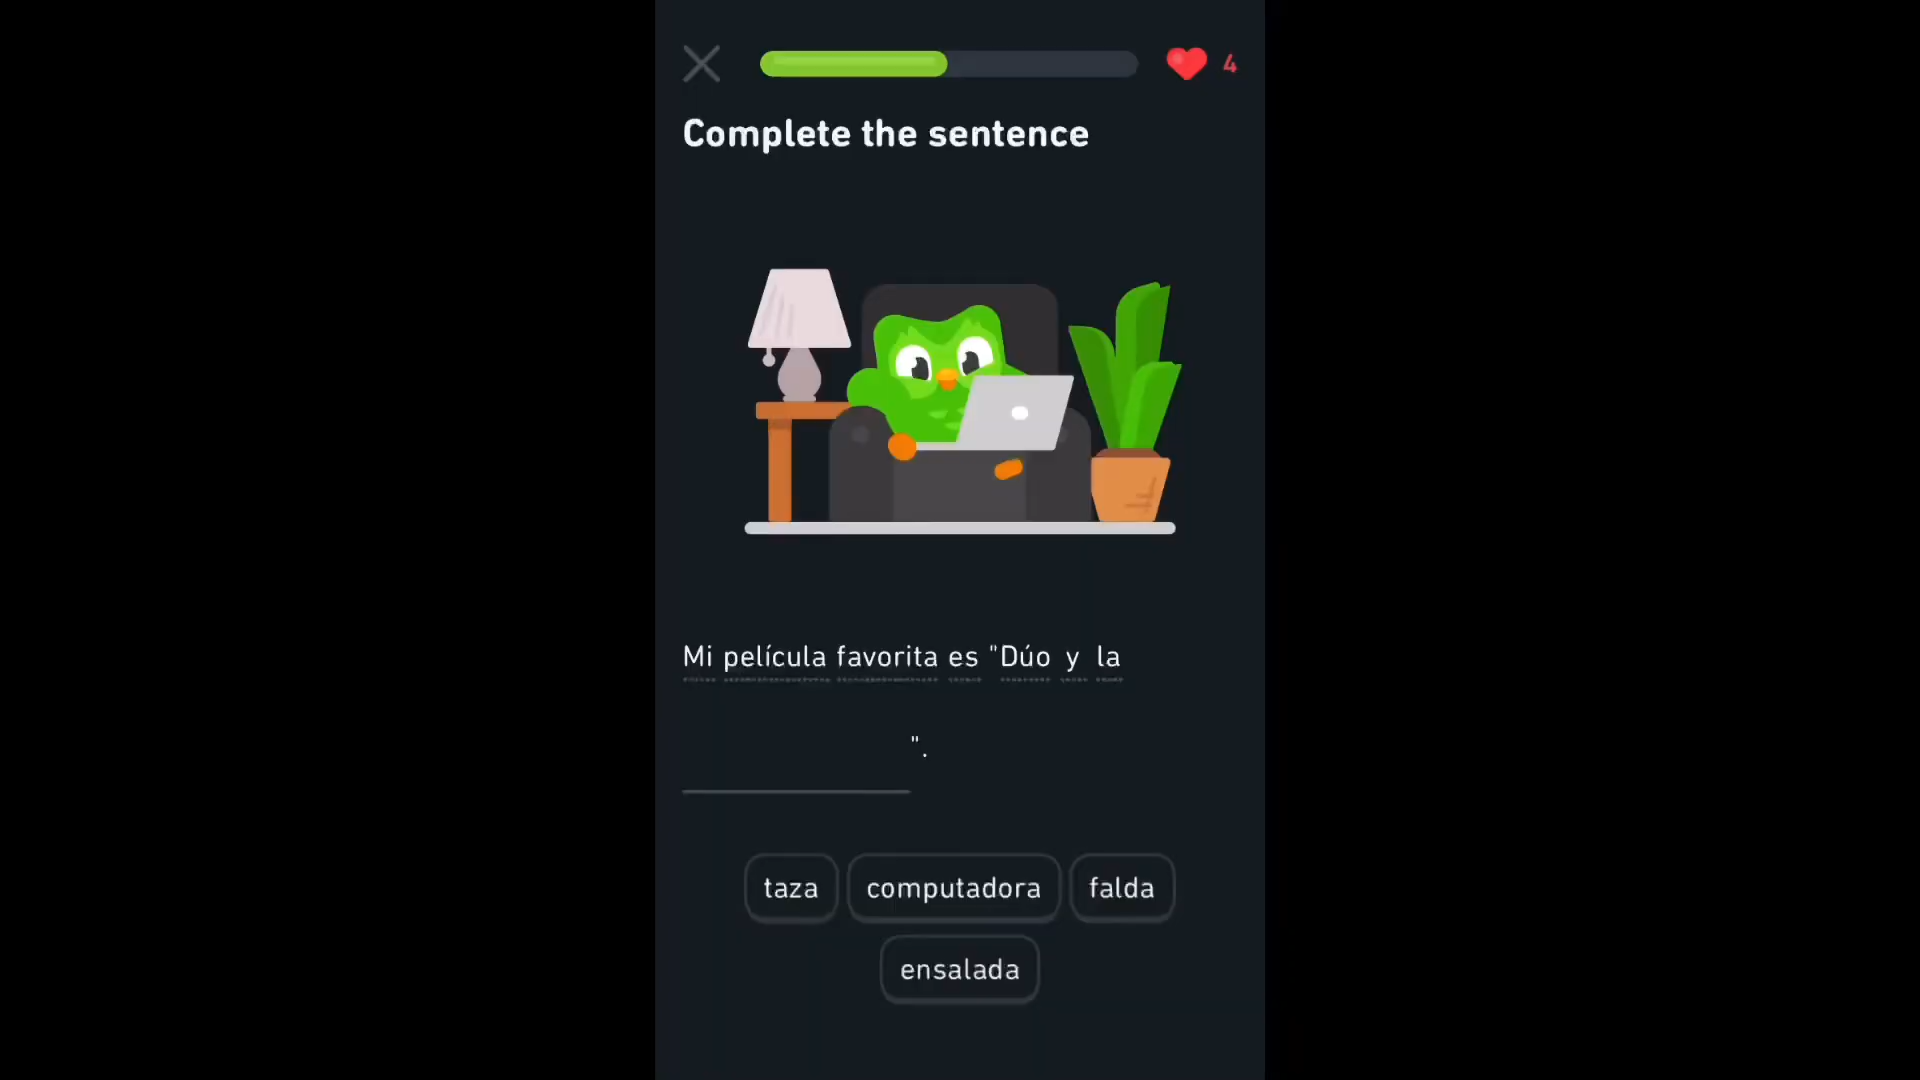 4
Complete the sentence
Mi película favorita es "Dúo y la
".
taza computadora falda
ensalada